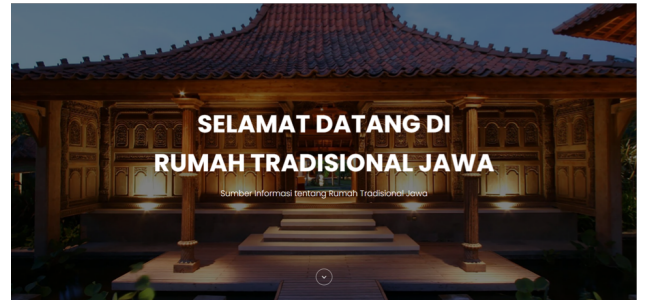 SELAMAT DATANG DI
RUMAH TRADISIONAL JAWA
Sumber Informasi tentang Rumah Tradisional Jawa